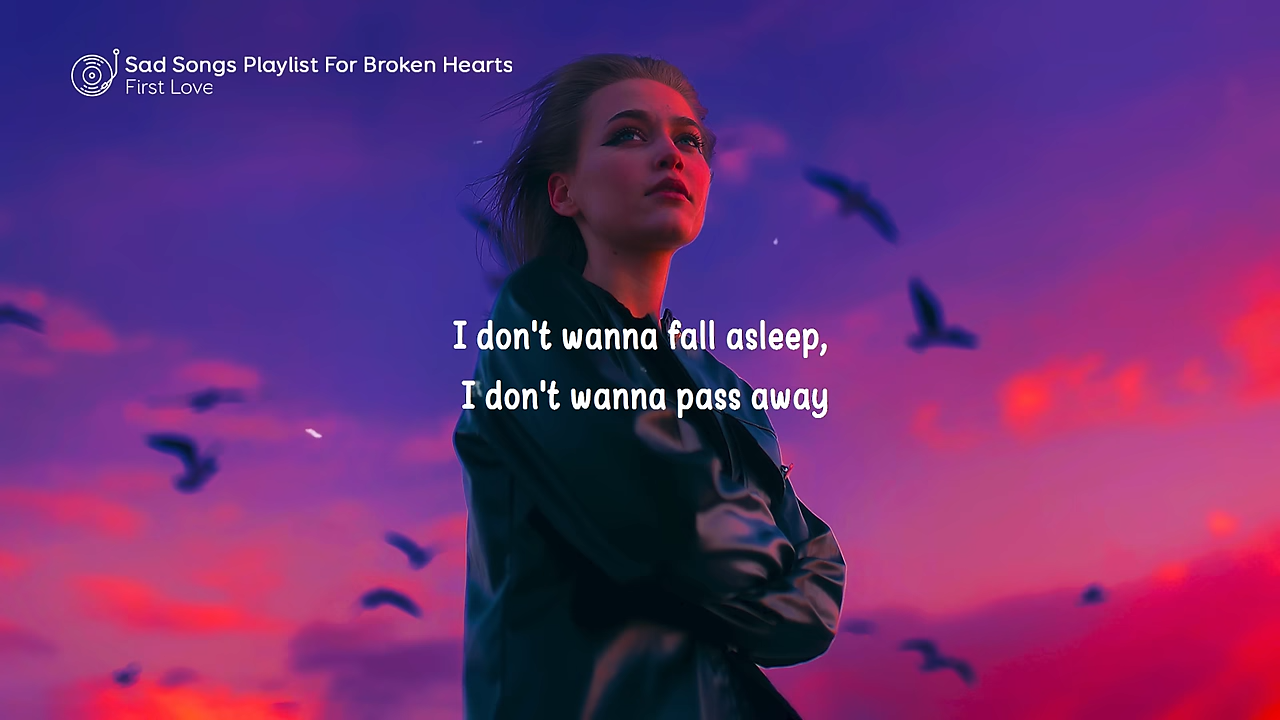 Sad Songs Playlist For Broken Hearts
First Love
I don't wanna fall asleep,
I don't wanna pass away